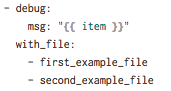 - debug:
    msg: "{{ item }}"
  with_file:
    - first_example_file
    - second_example_file